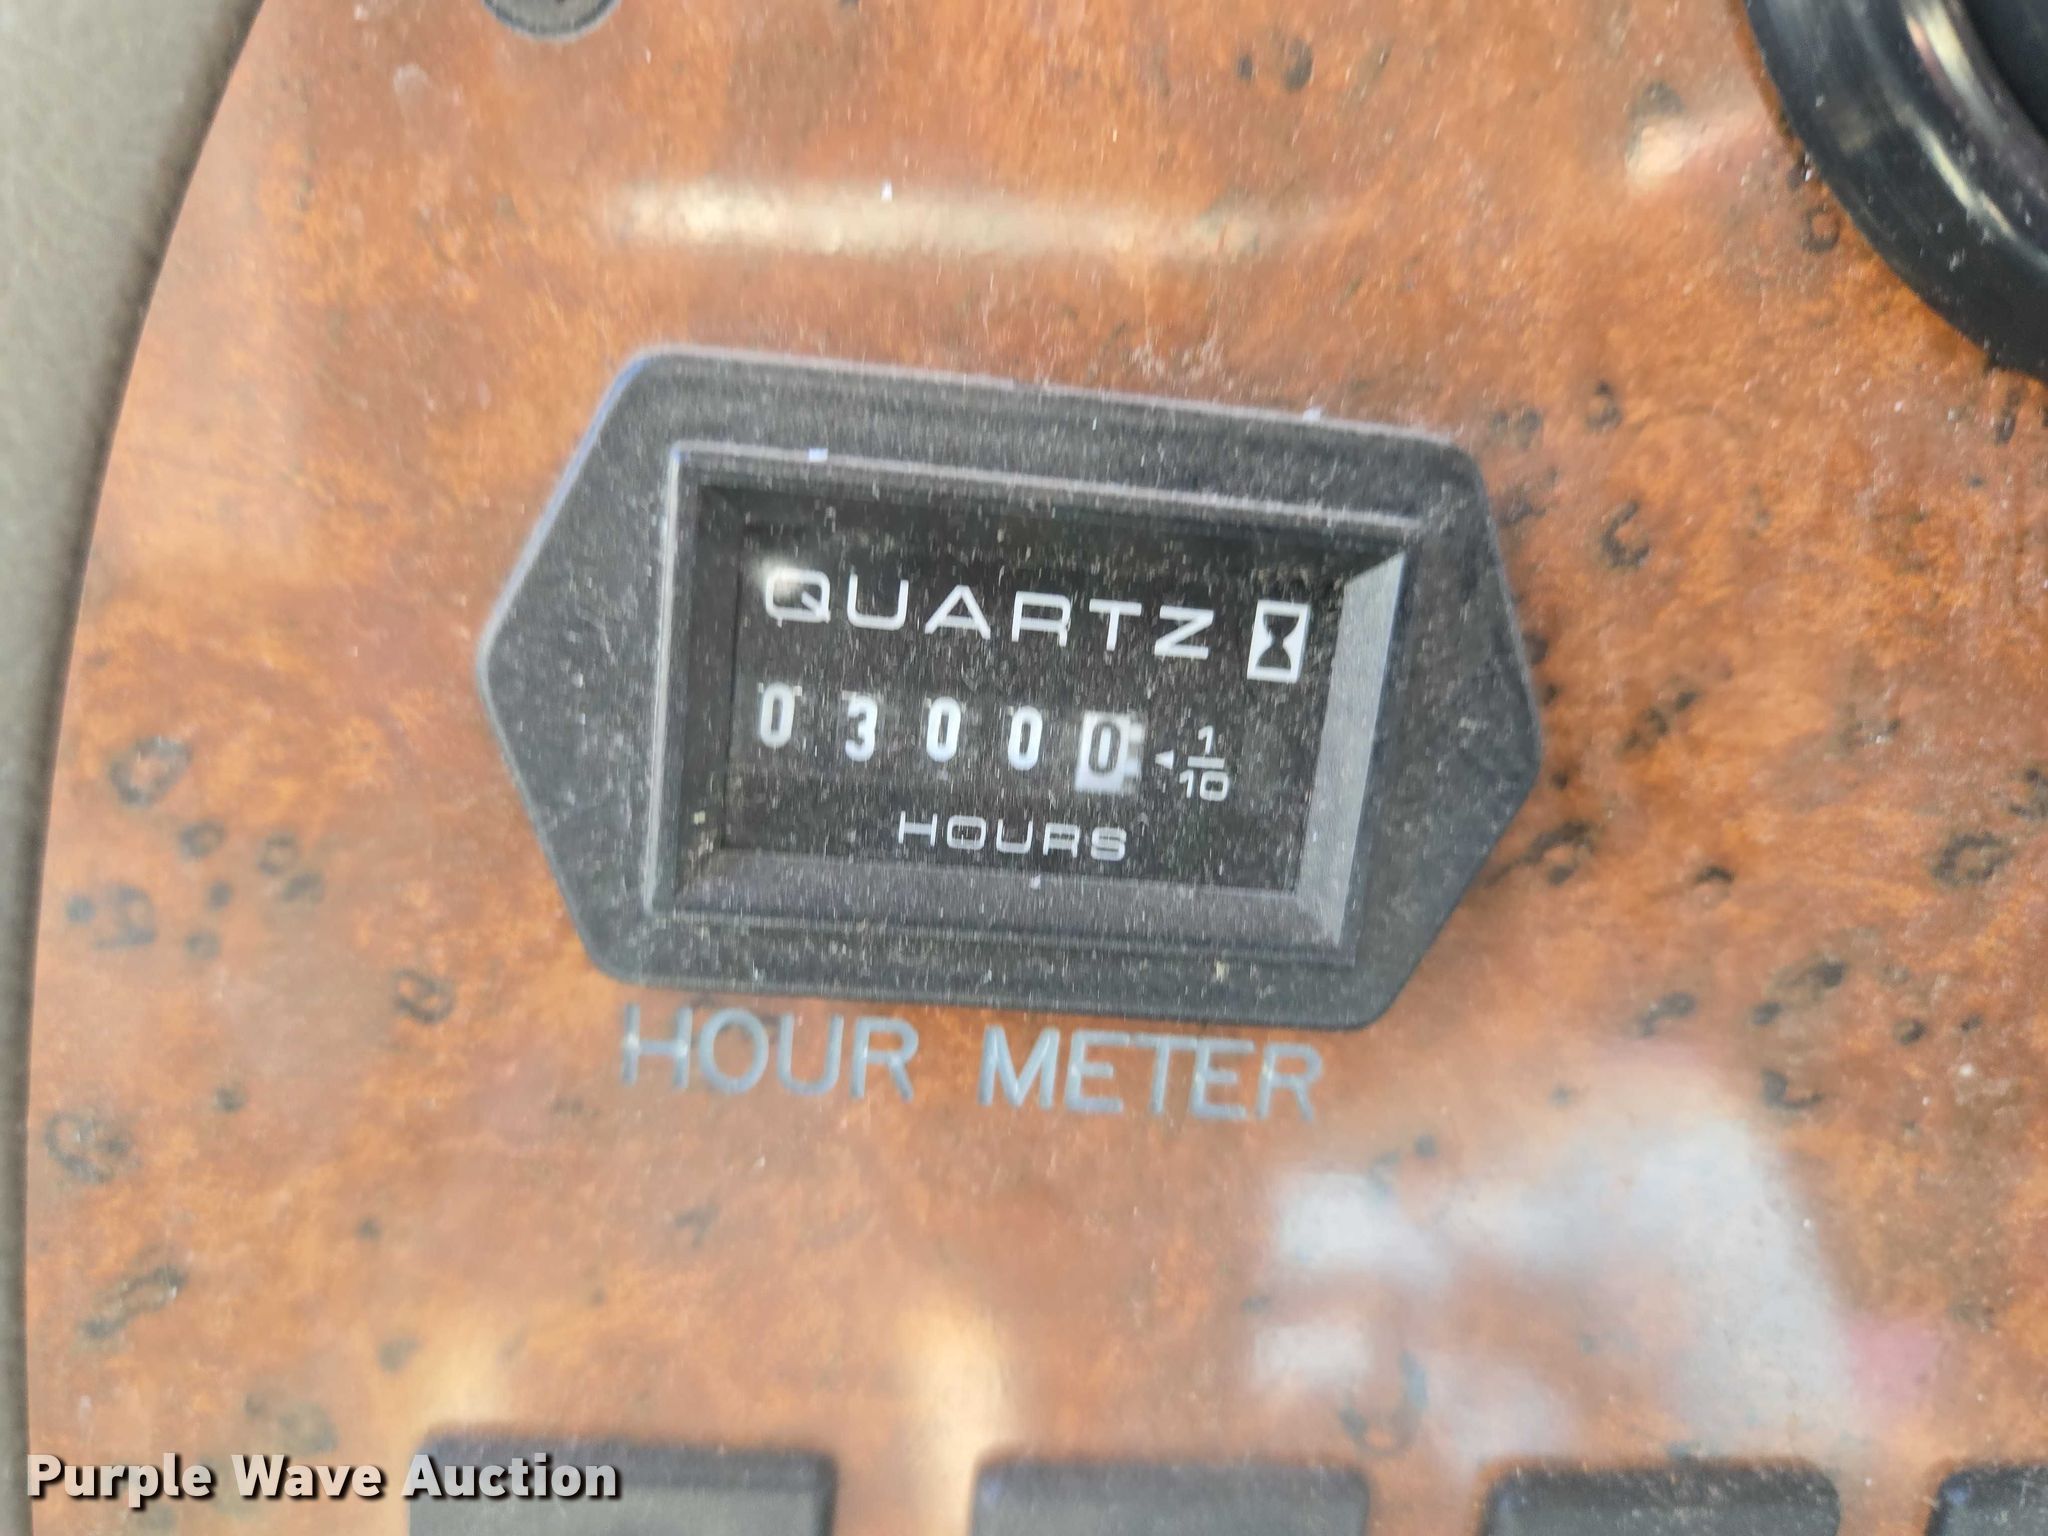 QUARTZ
03000 1/10
HOURS
HOUR METER
Purple Wave Auction